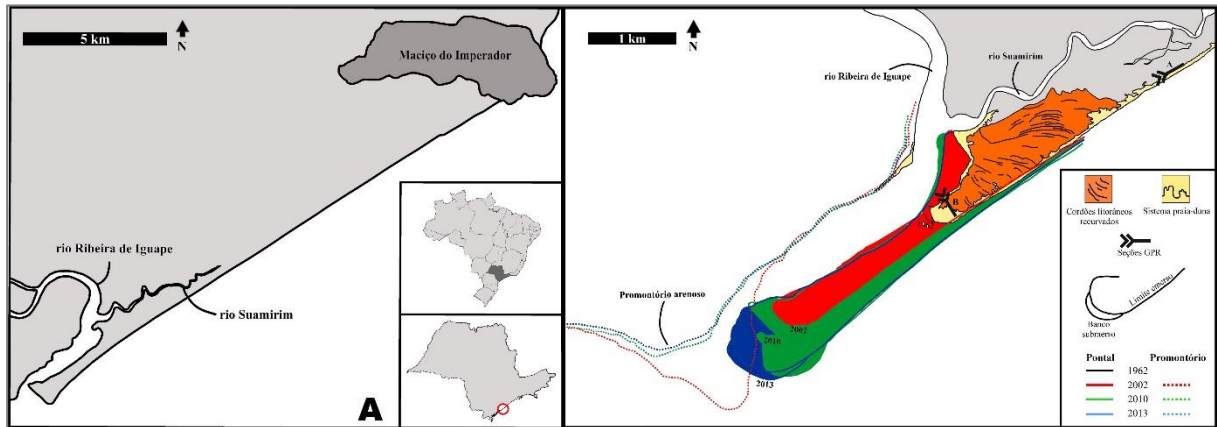 5 km
N
Maciço do Imperador
rio Ribeira de Iguape
rio Suamirim
A
1 km
N
rio Ribeira de Iguape
rio Suamirim
A
B
Promontório arenoso
2002
2010
2013
Cordões litorâneos
recurvados
Sistema praia-duna
Seções GPR
Limite emerso
Banco
submerso
Pontal
Promontório
1962
2002
2010
2013